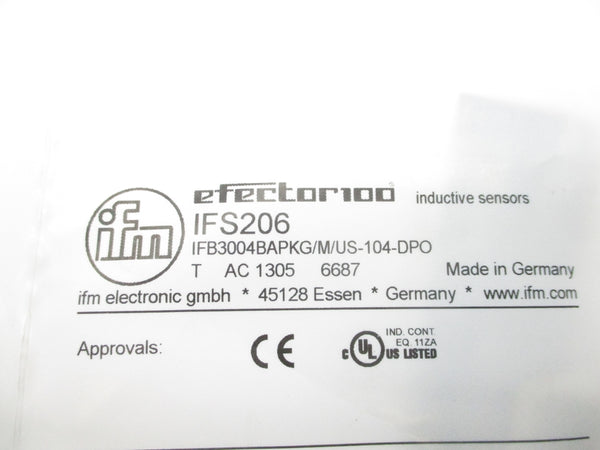 ifm
efector100 inductive sensors
IFS206
IFB3004BAPKG/M/US-104-DPO
T AC 1305 6687 Made in Germany
ifm electronic gmbh * 45128 Essen * Germany * www.ifm.com
Approvals: CE c UL US LISTED
IND. CONT.
EQ. 11ZA